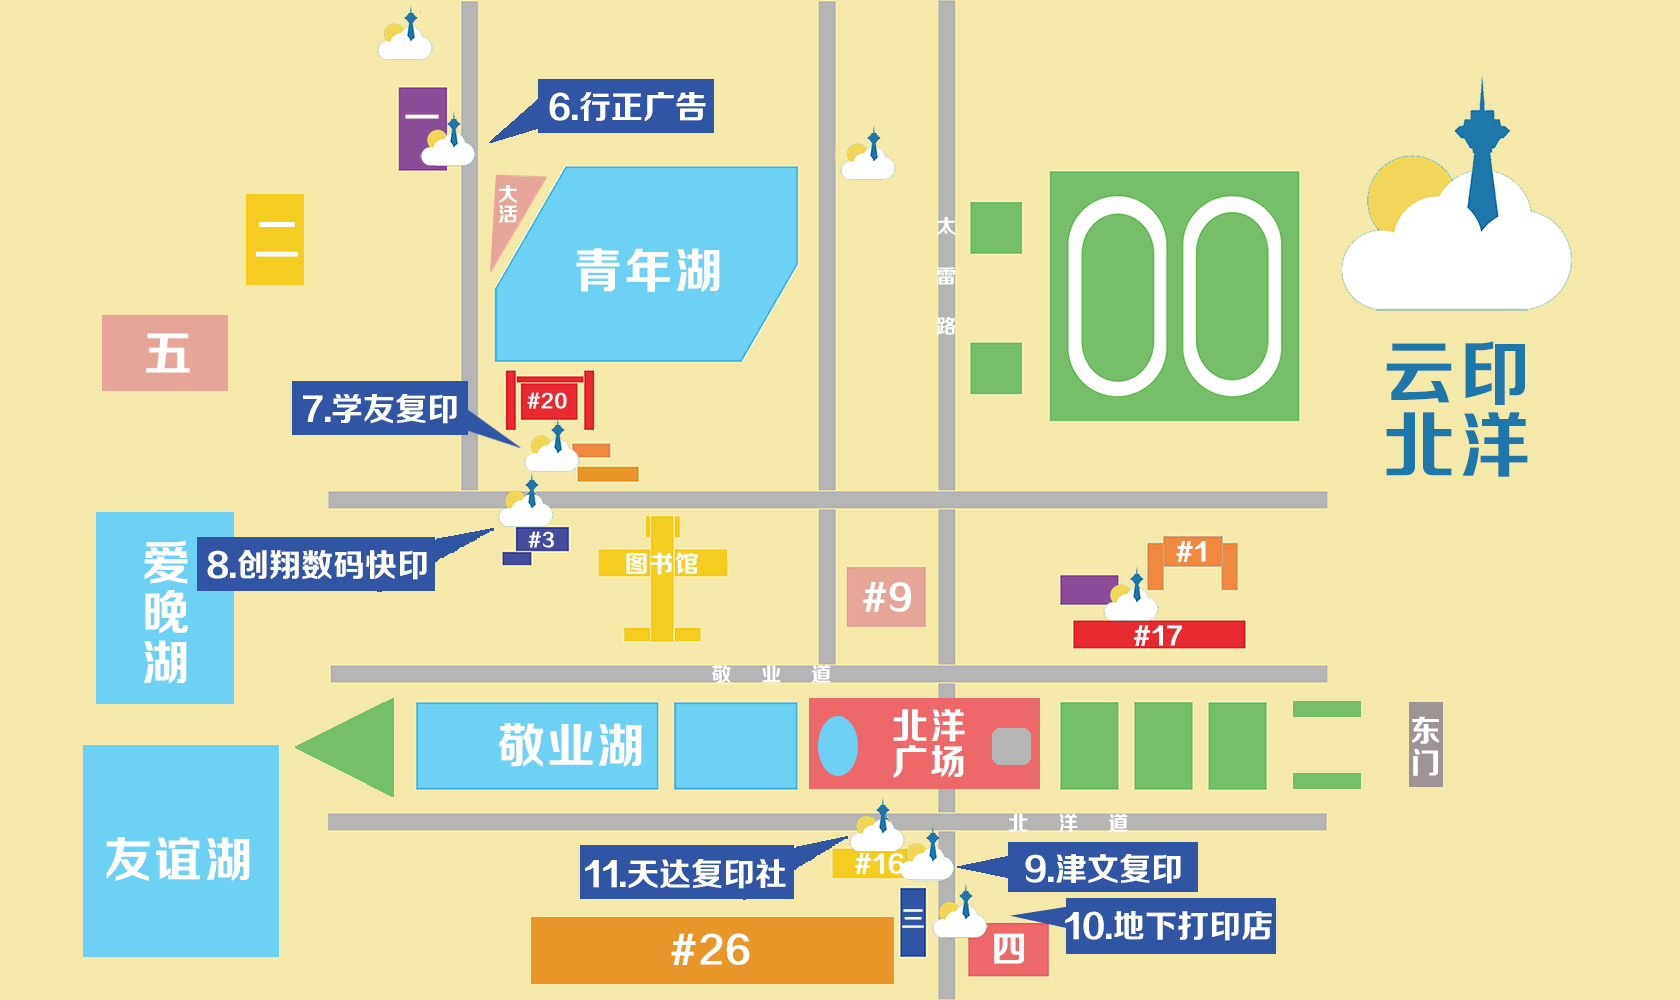 一
6.行正广告
大活
青年湖
二
五
太雷路
云印
北洋
#20
7.学友复印
爱晚湖
8.创翔数码快印
#3
图书馆
#9
#1
#17
敬业道
敬业湖
北洋
广场
东门
友谊湖
北洋道
11.天达复印社
#16
9.津文复印
三
10.地下打印店
#26
四